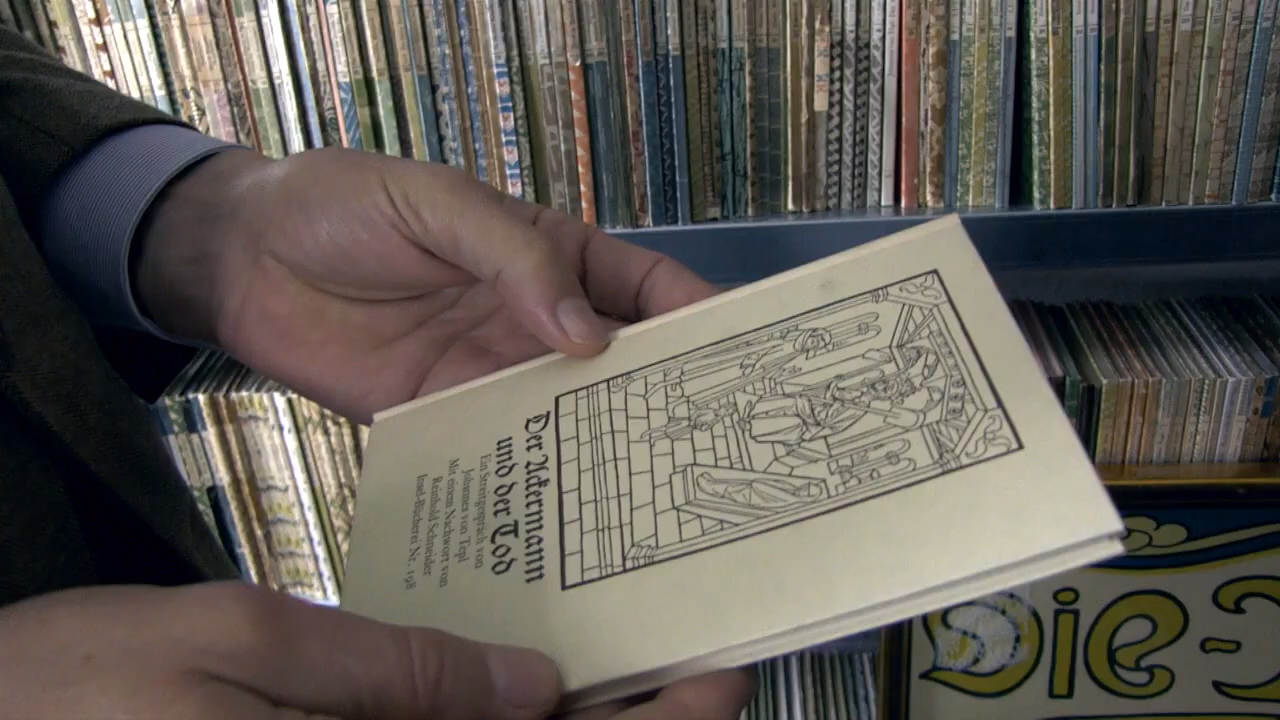 Der Ackermann
und der Tod
Ein Streitgespräch von
Johannes von Tepl
Mit einem Nachwort von
Reinhold Schneider
Insel-Bücherei Nr. 198
Die-